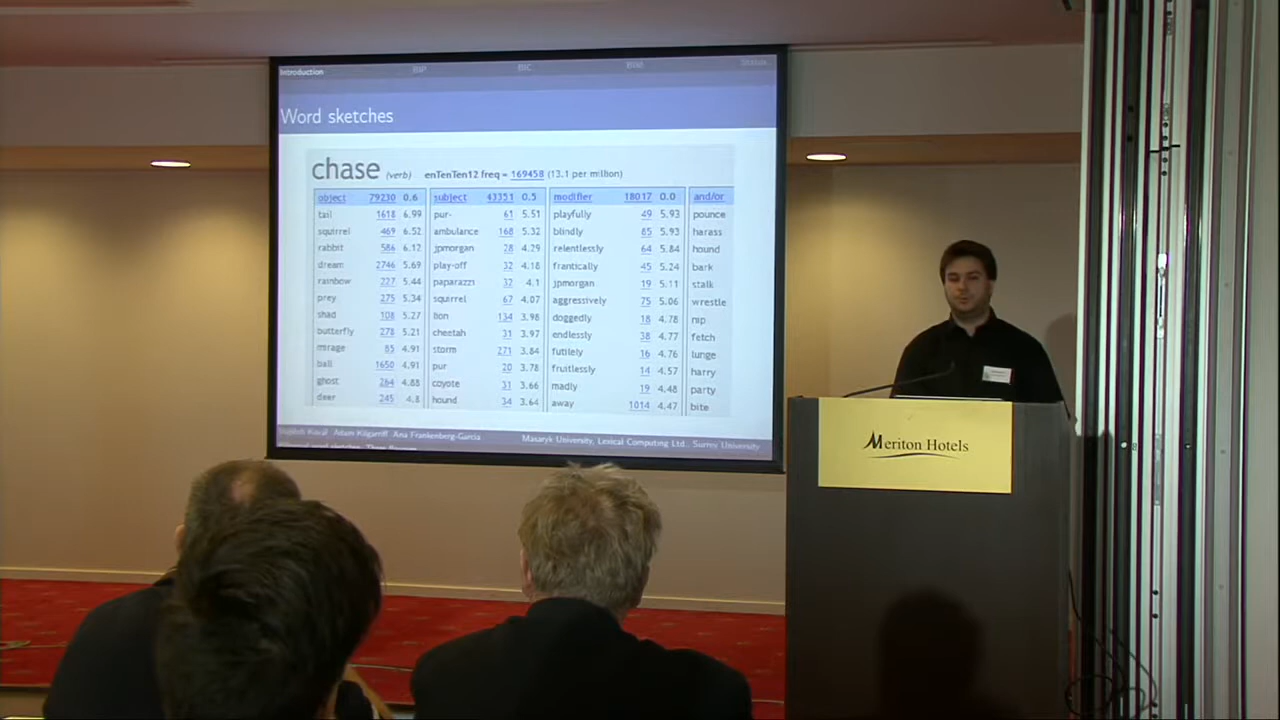 Introduction BIP BIC BIM Status
Word sketches
chase (verb) enTenTen12 freq = 169458 (13.1 per million)
object 79230 0.6 subject 43351 0.5 modifier 18017 0.0 and/or
tail 1618 6.99 pur- 61 5.51 playfully 49 5.93 pounce
squirrel 469 6.52 ambulance 168 5.32 blindly 85 5.93 harass
rabbit 586 6.12 jpmorgan 28 4.29 relentlessly 64 5.84 hound
dream 2746 5.69 play-off 32 4.18 frantically 45 5.24 bark
rainbow 227 5.44 paparazzi 32 4.1 jpmorgan 19 5.11 stalk
prey 275 5.34 squirrel 67 4.07 aggressively 75 5.06 wrestle
shad 108 5.27 lion 134 3.98 doggedly 18 4.78 nip
butterfly 278 5.21 cheetah 31 3.97 endlessly 38 4.77 fetch
mirage 85 4.91 storm 271 3.84 futilely 16 4.76 lunge
ball 1650 4.91 pur 20 3.78 fruitlessly 14 4.57 harry
ghost 264 4.88 coyote 31 3.66 madly 19 4.48 party
deer 245 4.8 hound 34 3.64 away 1014 4.47 bite
Adam Kilgarriff Ana Frankenberg-Garcia Masaryk University, Lexical Computing Ltd. Surrey University
Meriton Hotels